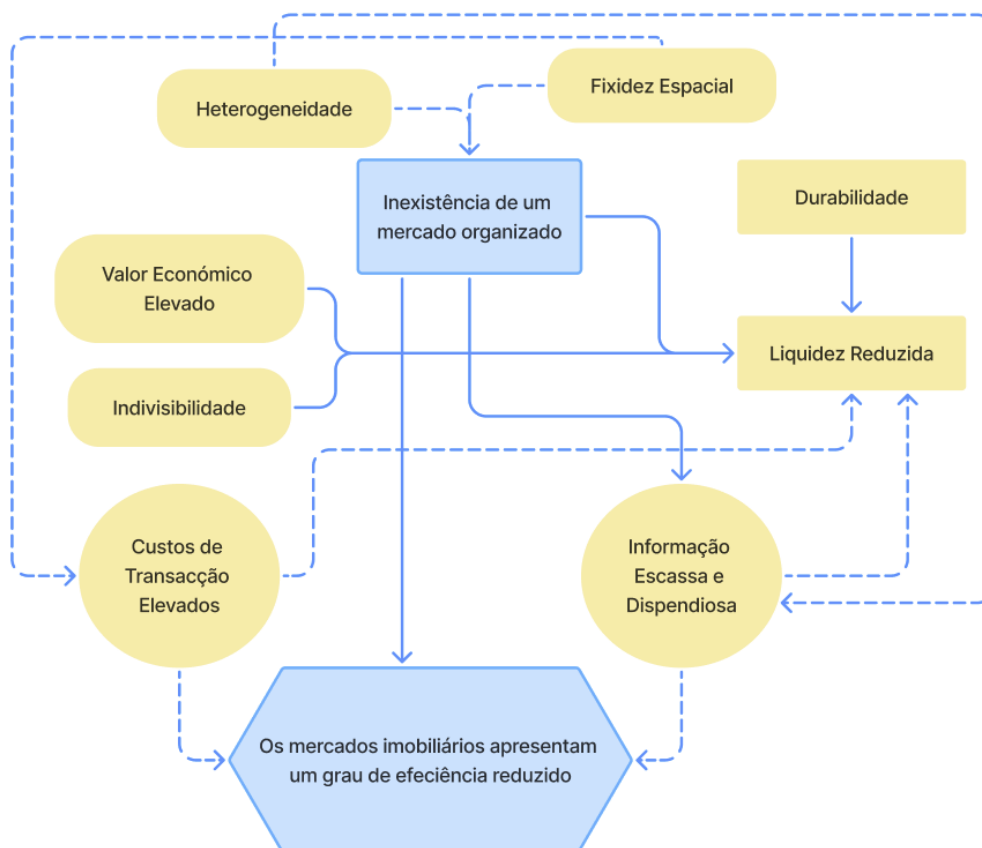 Fixidez Espacial
Heterogeneidade
Inexistência de um
mercado organizado
Durabilidade
Valor Económico
Elevado
Liquidez Reduzida
Indivisibilidade
Custos de
Transacção
Elevados
Informação
Escassa e
Dispendiosa
Os mercados imobiliários apresentam
um grau de efeciência reduzido